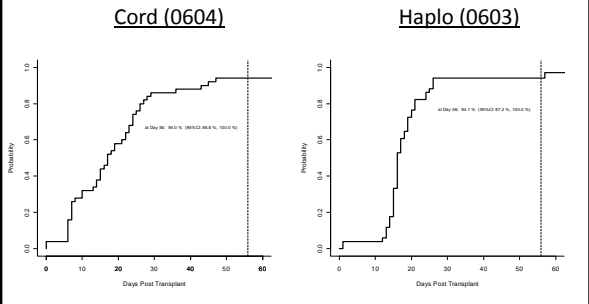 Cord (0604)
Haplo (0603)
1.0
0.8
0.6
0.4
0.2
0.0
Probability
at Day 56: 94.0 % (95%CI: 86.6 %, 100.0 %)
0 10 20 30 40 50 60
Days Post Transplant
1.0
0.8
0.6
0.4
0.2
0.0
Probability
at Day 56: 94.1 % (95%CI: 87.2 %, 100.0 %)
0 10 20 30 40 50 60
Days Post Transplant